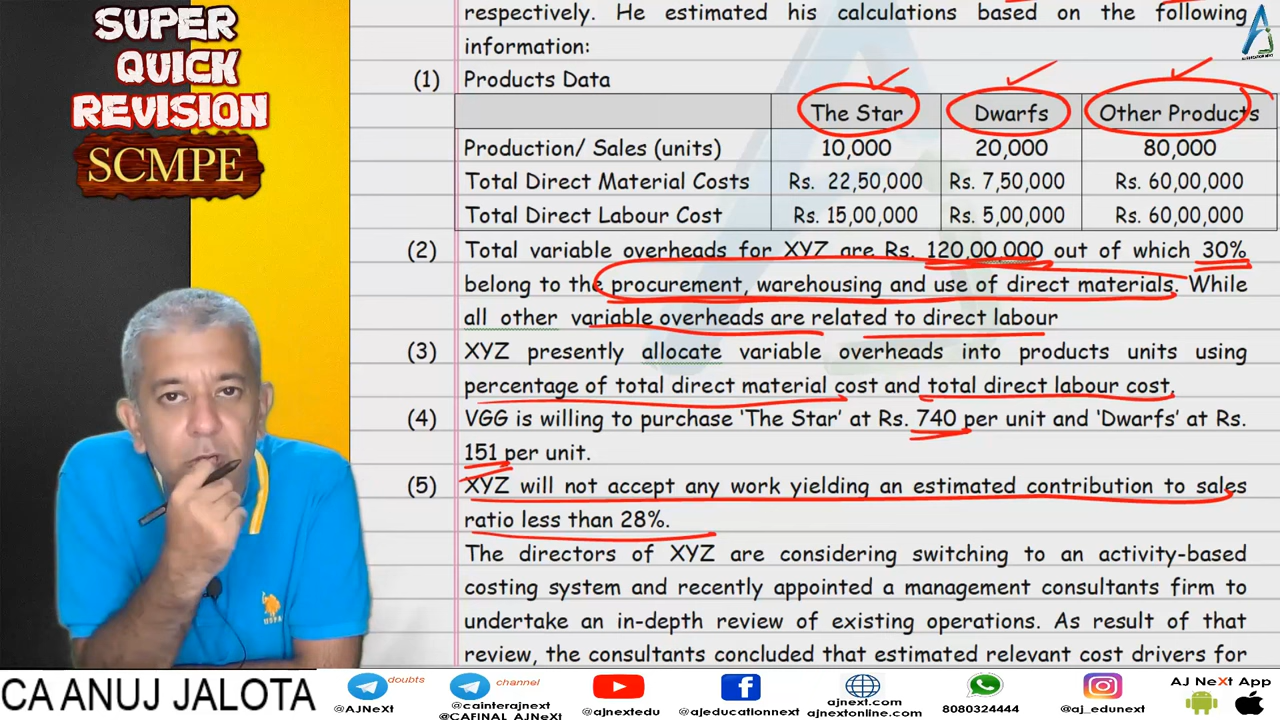 SUPER
QUICK
REVISION
SCMPE
respectively. He estimated his calculations based on the following
information:
(1) Products Data
The Star Dwarfs Other Products
Production/ Sales (units) 10,000 20,000 80,000
Total Direct Material Costs Rs. 22,50,000 Rs. 7,50,000 Rs. 60,00,000
Total Direct Labour Cost Rs. 15,00,000 Rs. 5,00,000 Rs. 60,00,000
(2) Total variable overheads for XYZ are Rs. 120,00,000 out of which 30%
belong to the procurement, warehousing and use of direct materials. While
all other variable overheads are related to direct labour
(3) XYZ presently allocate variable overheads into products units using
percentage of total direct material cost and total direct labour cost.
(4) VGG is willing to purchase 'The Star' at Rs. 740 per unit and 'Dwarfs' at Rs.
151 per unit.
(5) XYZ will not accept any work yielding an estimated contribution to sales
ratio less than 28%.
The directors of XYZ are considering switching to an activity-based
costing system and recently appointed a management consultants firm to
undertake an in-depth review of existing operations. As result of that
review, the consultants concluded that estimated relevant cost drivers for
CA ANUJ JALOTA
doubts
@AJNeXt
channel
@cainterajnext
@CAFINAL_AJNeXt
@ajnextedu
@ajeducationnext
ajnext.com
ajnextonline.com
8080324444
@aj_edunext
AJ NeXt App